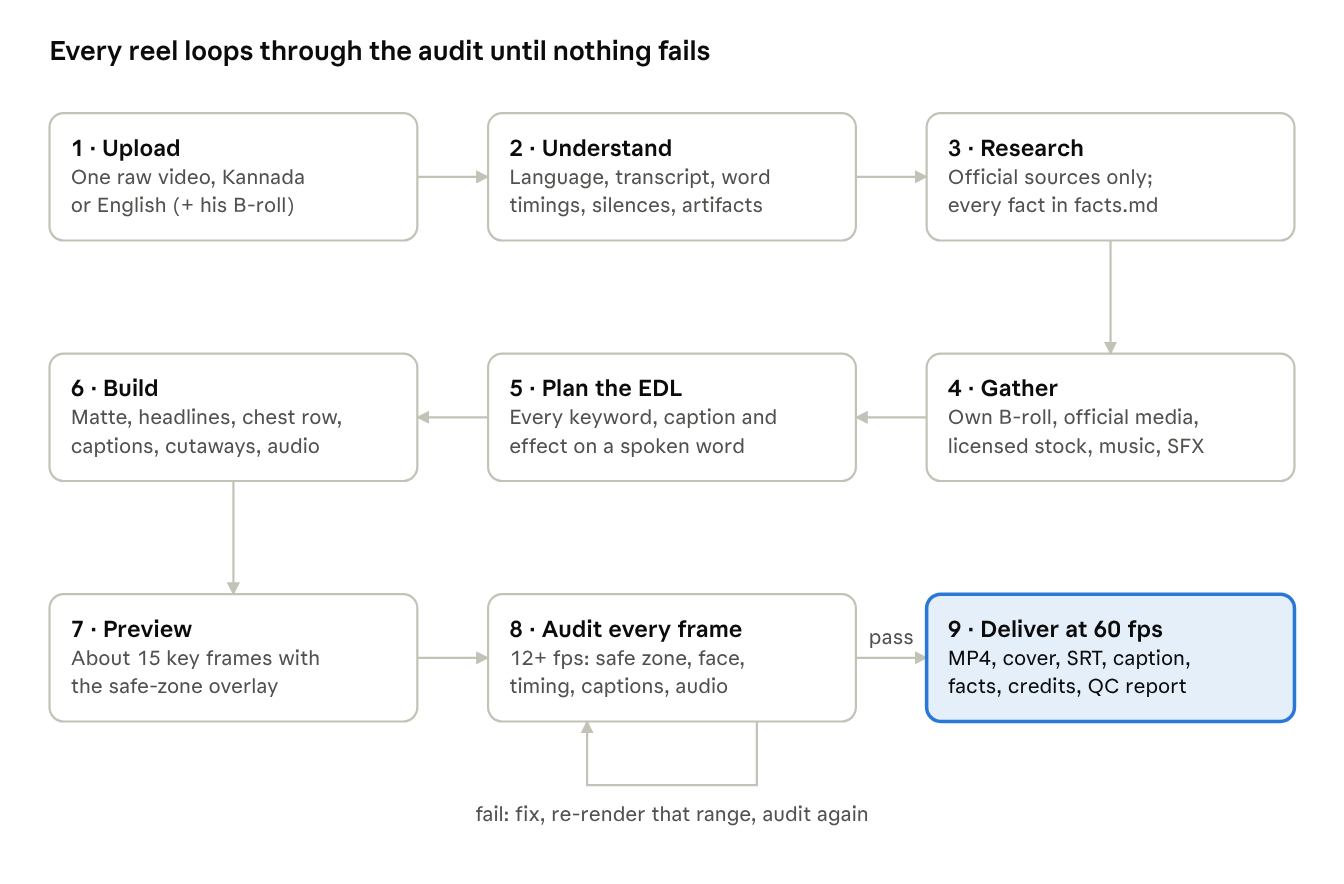 Every reel loops through the audit until nothing fails
1 · Upload
One raw video, Kannada
or English (+ his B-roll)
2 · Understand
Language, transcript, word
timings, silences, artifacts
3 · Research
Official sources only;
every fact in facts.md
6 · Build
Matte, headlines, chest row,
captions, cutaways, audio
5 · Plan the EDL
Every keyword, caption and
effect on a spoken word
4 · Gather
Own B-roll, official media,
licensed stock, music, SFX
7 · Preview
About 15 key frames with
the safe-zone overlay
8 · Audit every frame
12+ fps: safe zone, face,
timing, captions, audio
pass
9 · Deliver at 60 fps
MP4, cover, SRT, caption,
facts, credits, QC report
fail: fix, re-render that range, audit again